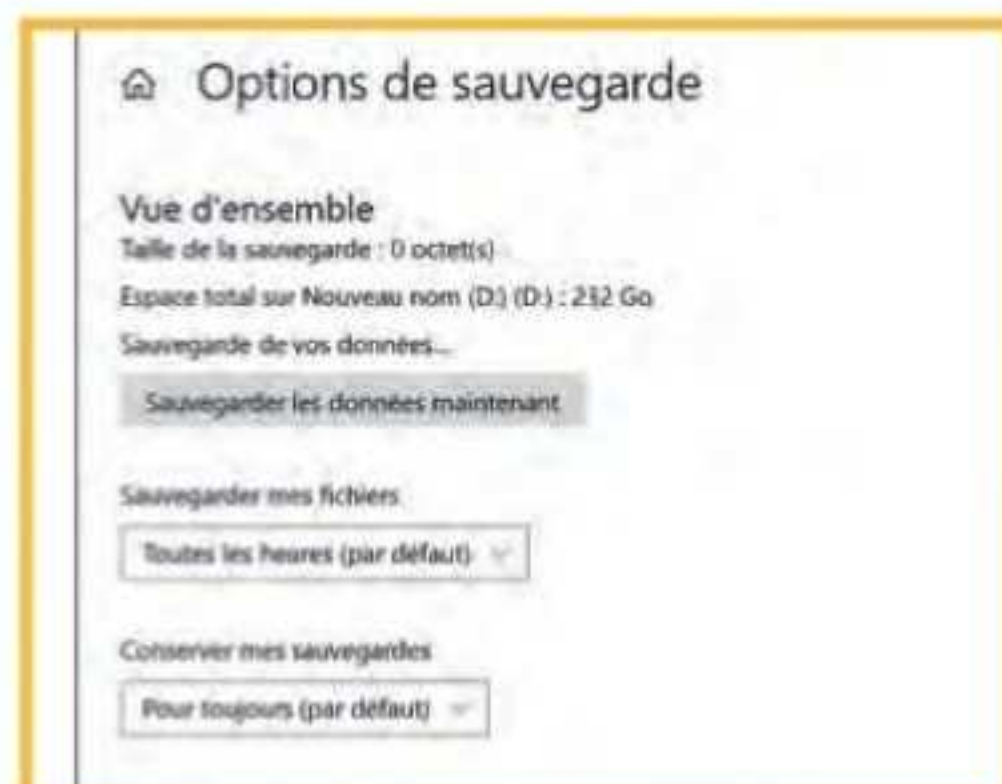 Options de sauvegarde
Vue d'ensemble
Taille de la sauvegarde : 0 octet(s)
Espace total sur Nouveau nom (D:) (D:) : 232 Go
Sauvegarde de vos données...
Sauvegarder les données maintenant
Sauvegarder mes fichiers
Toutes les heures (par défaut)
Conserver mes sauvegardes
Pour toujours (par défaut)